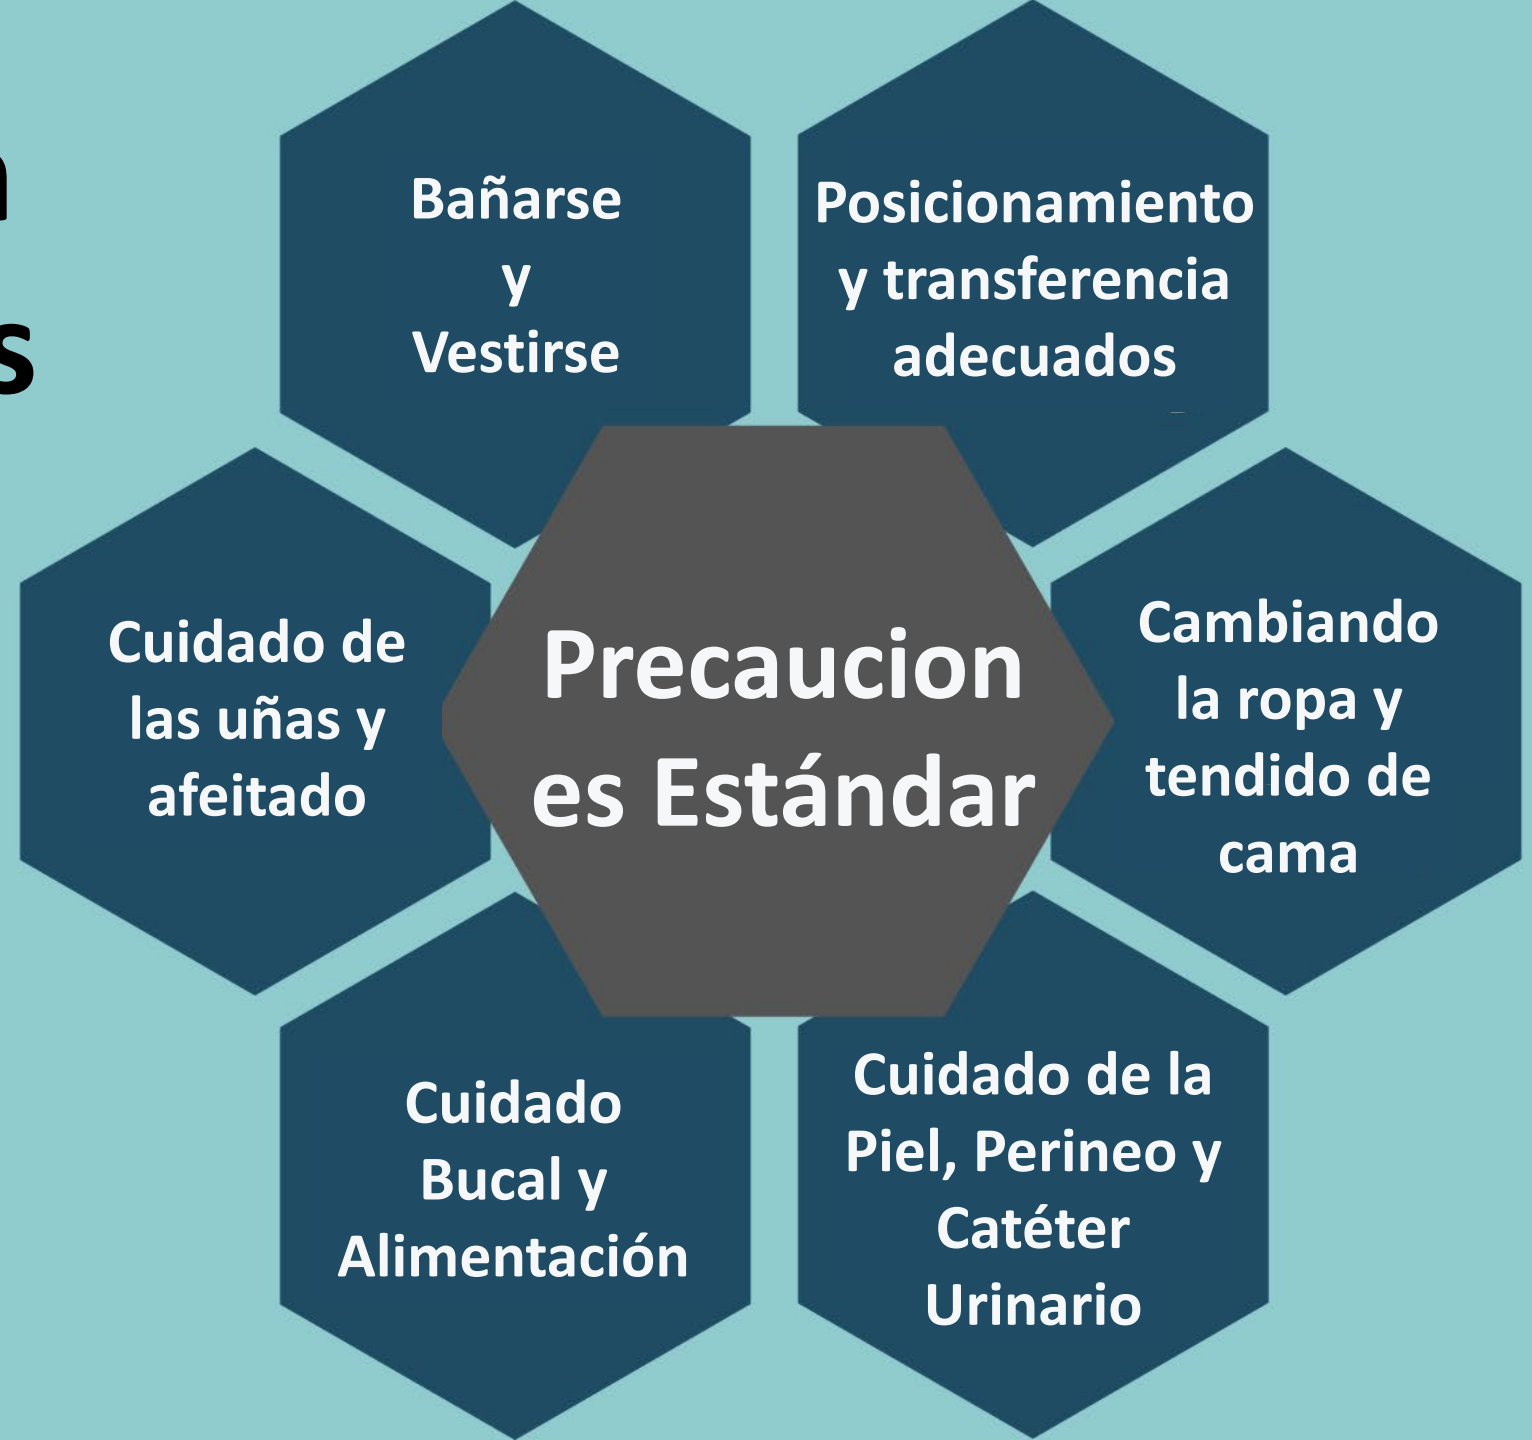 Bañarse
y
Vestirse
Posicionamiento
y transferencia
adecuados
Cuidado de
las uñas y
afeitado
Precaucion
es Estándar
Cambiando
la ropa y
tendido de
cama
Cuidado
Bucal y
Alimentación
Cuidado de la
Piel, Perineo y
Catéter
Urinario